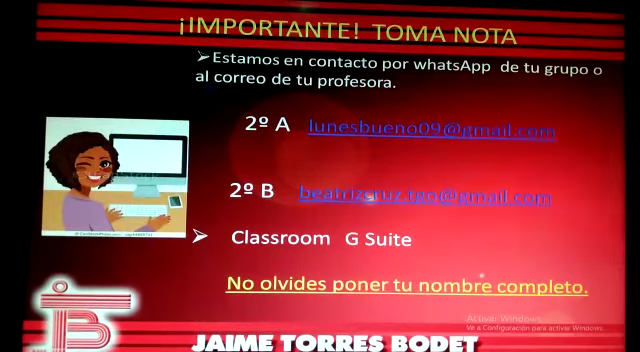 ¡IMPORTANTE! TOMA NOTA
➢Estamos en contacto por whatsApp de tu grupo o
al correo de tu profesora.
2º A lunesbueno09@gmail.com
2º B beatrizcruz.tgo@gmail.com
➢ Classroom G Suite
No olvides poner tu nombre completo.
Activar Windows
Ve a Configuración para activar Windows.
JAIME TORRES BODET